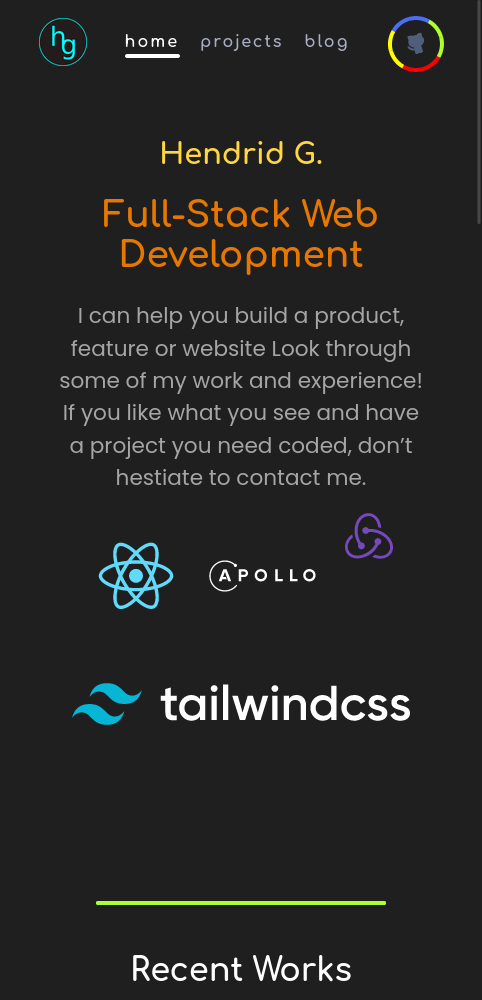 hg
home projects blog
Hendrid G.
Full-Stack Web
Development
I can help you build a product,
feature or website Look through
some of my work and experience!
If you like what you see and have
a project you need coded, don’t
hestiate to contact me.
APOLLO
tailwindcss
Recent Works